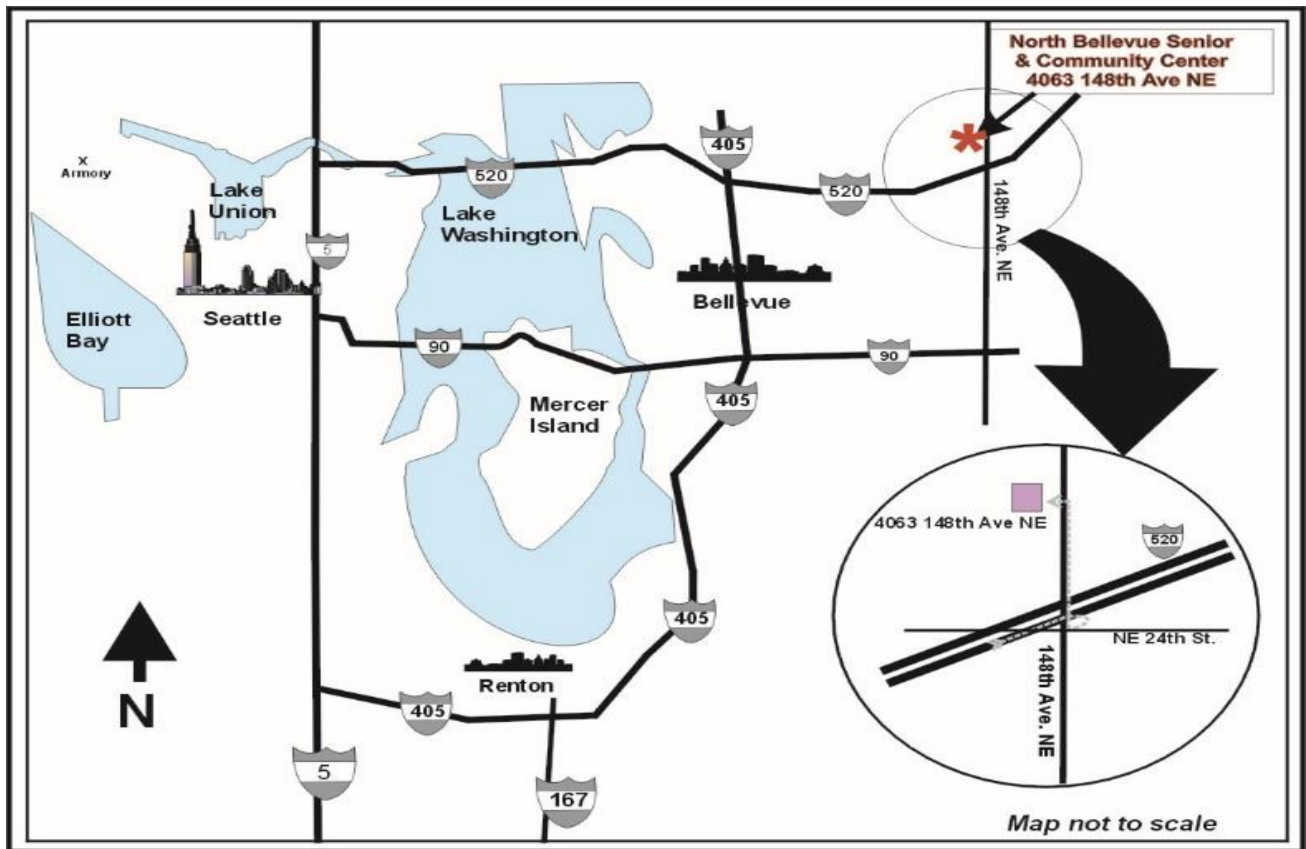 North Bellevue Senior
& Community Center
4063 148th Ave NE
405
x
Armory
520
520
Lake
Union
Lake
Washington
148th Ave. NE
5
Bellevue
Elliott
Bay
Seattle
90
90
405
Mercer
Island
4063 148th Ave NE
520
405
NE 24th St.
148th Ave. NE
Renton
N
405
5
167
Map not to scale